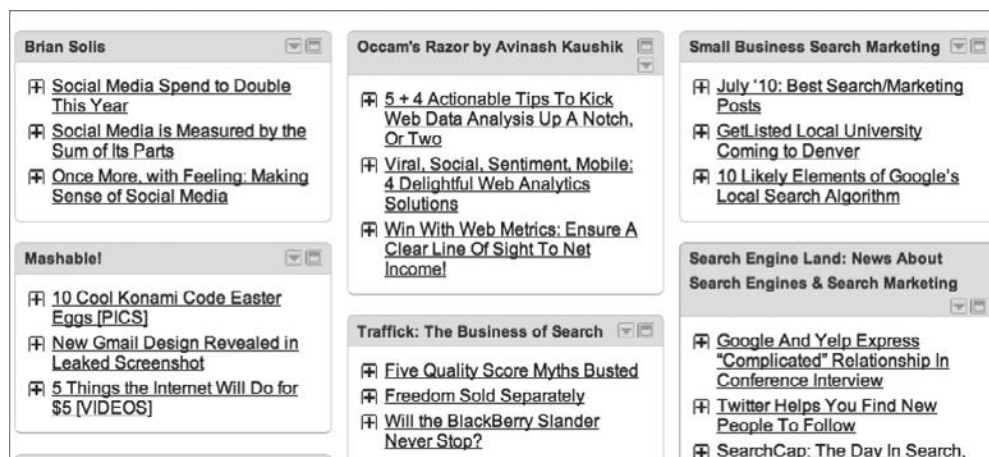 Brian Solis
Social Media Spend to Double
This Year
Social Media is Measured by the
Sum of Its Parts
Once More, with Feeling: Making
Sense of Social Media
Mashable!
10 Cool Konami Code Easter
Eggs [PICS]
New Gmail Design Revealed in
Leaked Screenshot
5 Things the Internet Will Do for
$5 [VIDEOS]
Occam's Razor by Avinash Kaushik
5 + 4 Actionable Tips To Kick
Web Data Analysis Up A Notch,
Or Two
Viral, Social, Sentiment, Mobile:
4 Delightful Web Analytics
Solutions
Win With Web Metrics: Ensure A
Clear Line Of Sight To Net
Income!
Traffick: The Business of Search
Five Quality Score Myths Busted
Freedom Sold Separately
Will the BlackBerry Slander
Never Stop?
Small Business Search Marketing
July ‘10: Best Search/Marketing
Posts
GetListed Local University
Coming to Denver
10 Likely Elements of Google’s
Local Search Algorithm
Search Engine Land: News About
Search Engines & Search Marketing
Google And Yelp Express
“Complicated” Relationship In
Conference Interview
Twitter Helps You Find New
People To Follow
SearchCap: The Day In Search,